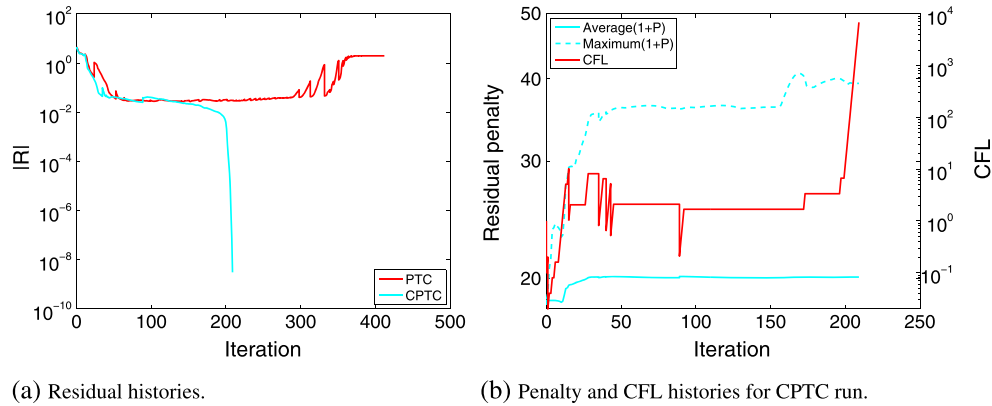 10^2
10^0
10^-2
10^-4
10^-6
10^-8
10^-10
|R|
0 100 200 300 400 500
Iteration
PTC
CPTC
50
40
30
20
Residual penalty
Average(1+P)
Maximum(1+P)
CFL
10^4
10^3
10^2
10^1
10^0
10^-1
CFL
0 50 100 150 200 250
Iteration
(a) Residual histories.
(b) Penalty and CFL histories for CPTC run.